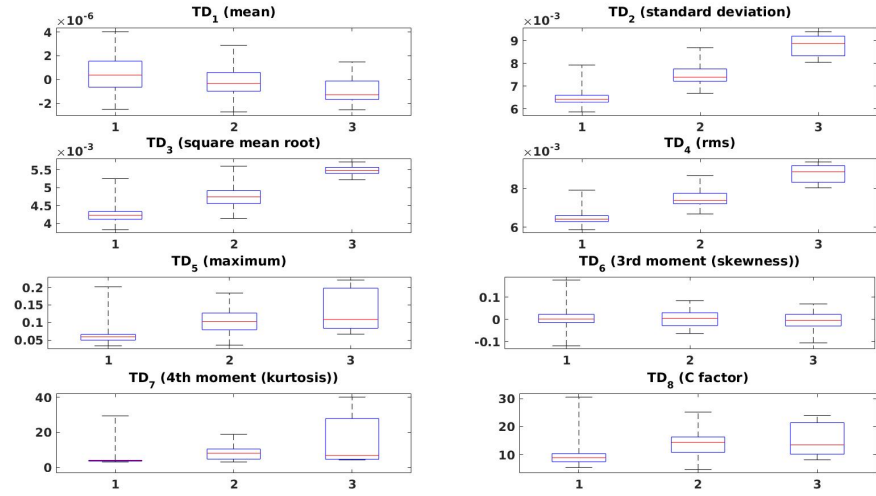 ×10⁻⁶ TD₁ (mean)
4
2
0
-2
1 2 3
×10⁻³ TD₂ (standard deviation)
9
8
7
6
1 2 3
×10⁻³ TD₃ (square mean root)
5.5
5
4.5
4
1 2 3
×10⁻³ TD₄ (rms)
8
6
1 2 3
TD₅ (maximum)
0.2
0.15
0.1
0.05
1 2 3
TD₆ (3rd moment (skewness))
0.1
0
-0.1
1 2 3
TD₇ (4th moment (kurtosis))
40
20
0
1 2 3
TD₈ (C factor)
30
20
10
1 2 3